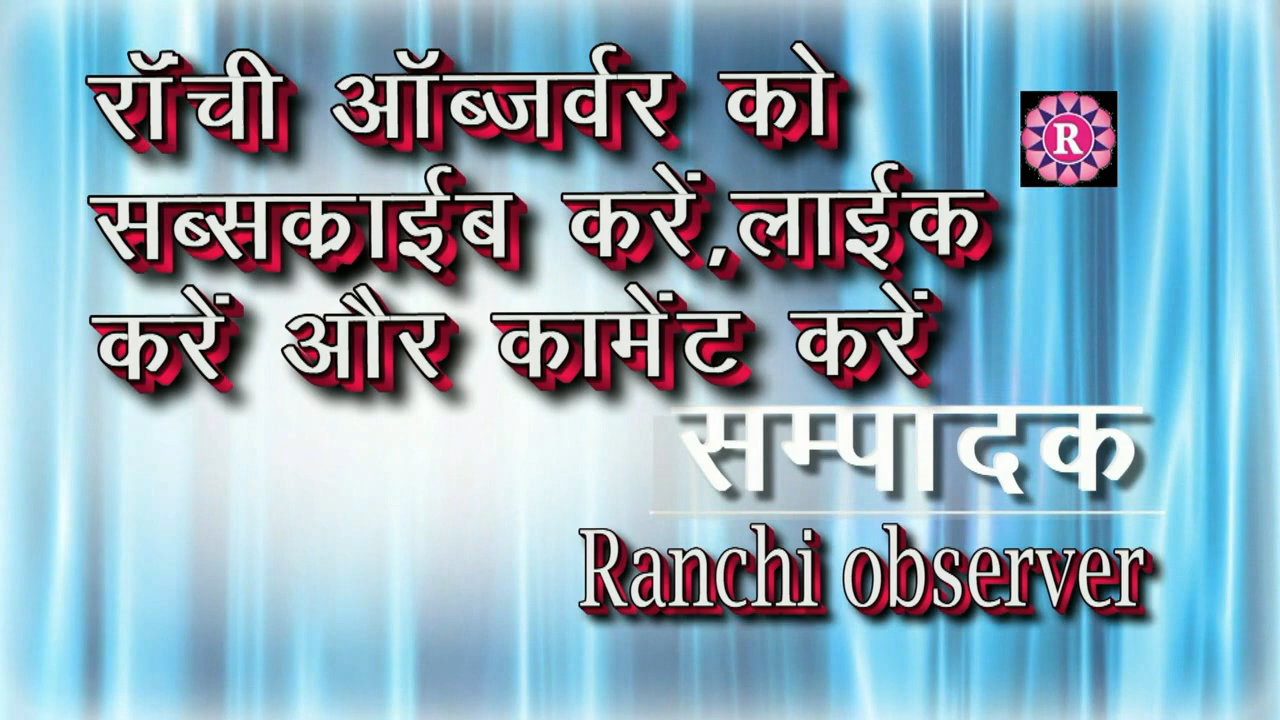 रॉंची ऑब्जर्वर को
R
सब्सक्राईब करें,लाईक
करें और कामेंट करें
सम्पादक
Ranchi observer